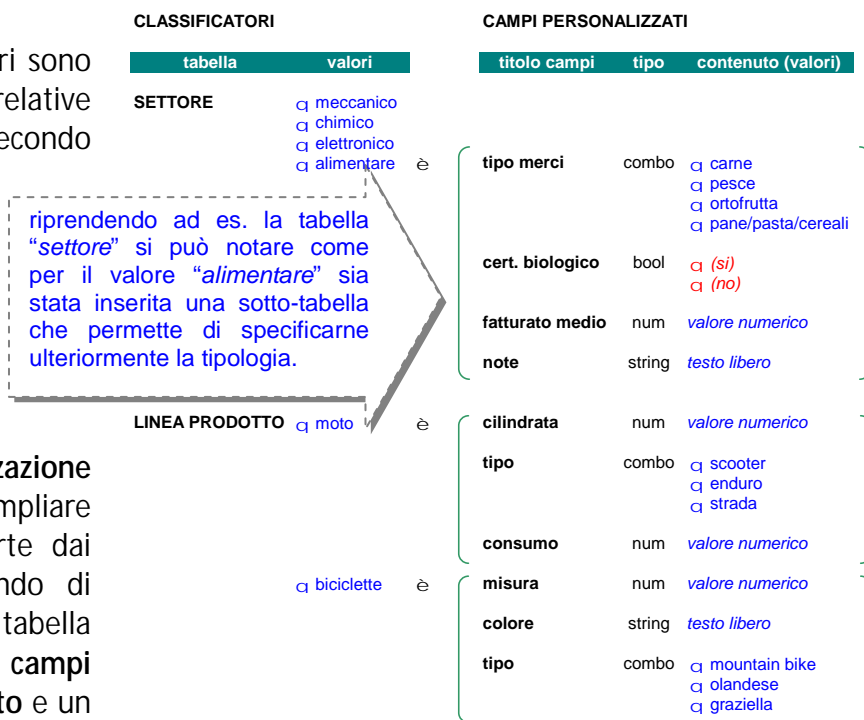 CLASSIFICATORI
CAMPI PERSONALIZZATI
ri sono
relative
econdo
tabella valori
titolo campi tipo contenuto (valori)
SETTORE q meccanico
q chimico
q elettronico
q alimentare è
tipo merci combo q carne
q pesce
q ortofrutta
q pane/pasta/cereali
cert. biologico bool q (si)
q (no)
fatturato medio num valore numerico
note string testo libero
riprendendo ad es. la tabella
“settore” si può notare come
per il valore “alimentare” sia
stata inserita una sotto-tabella
che permette di specificarne
ulteriormente la tipologia.
LINEA PRODOTTO q moto è
cilindrata num valore numerico
tipo combo q scooter
q enduro
q strada
consumo num valore numerico
zazione
mpliare
rte dai
ndo di
tabella
campi
to e un
q biciclette è
misura num valore numerico
colore string testo libero
tipo combo q mountain bike
q olandese
q graziella